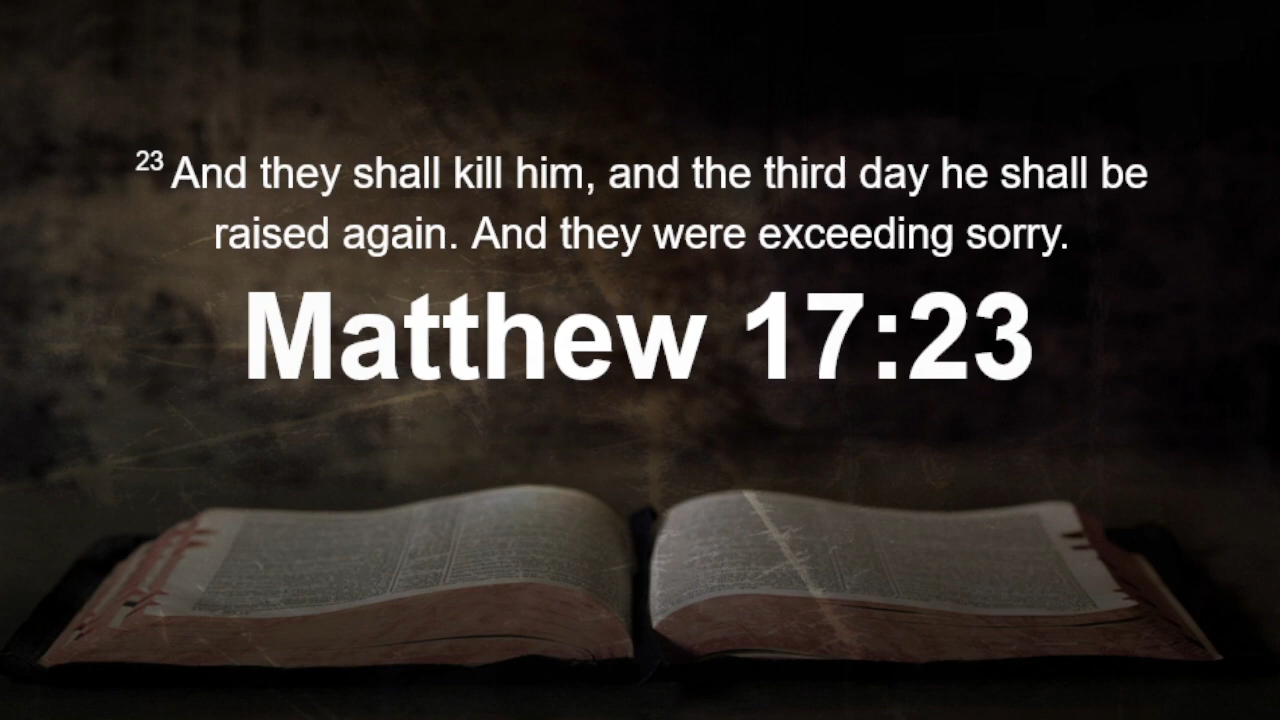 23 And they shall kill him, and the third day he shall be
raised again. And they were exceeding sorry.
Matthew 17:23